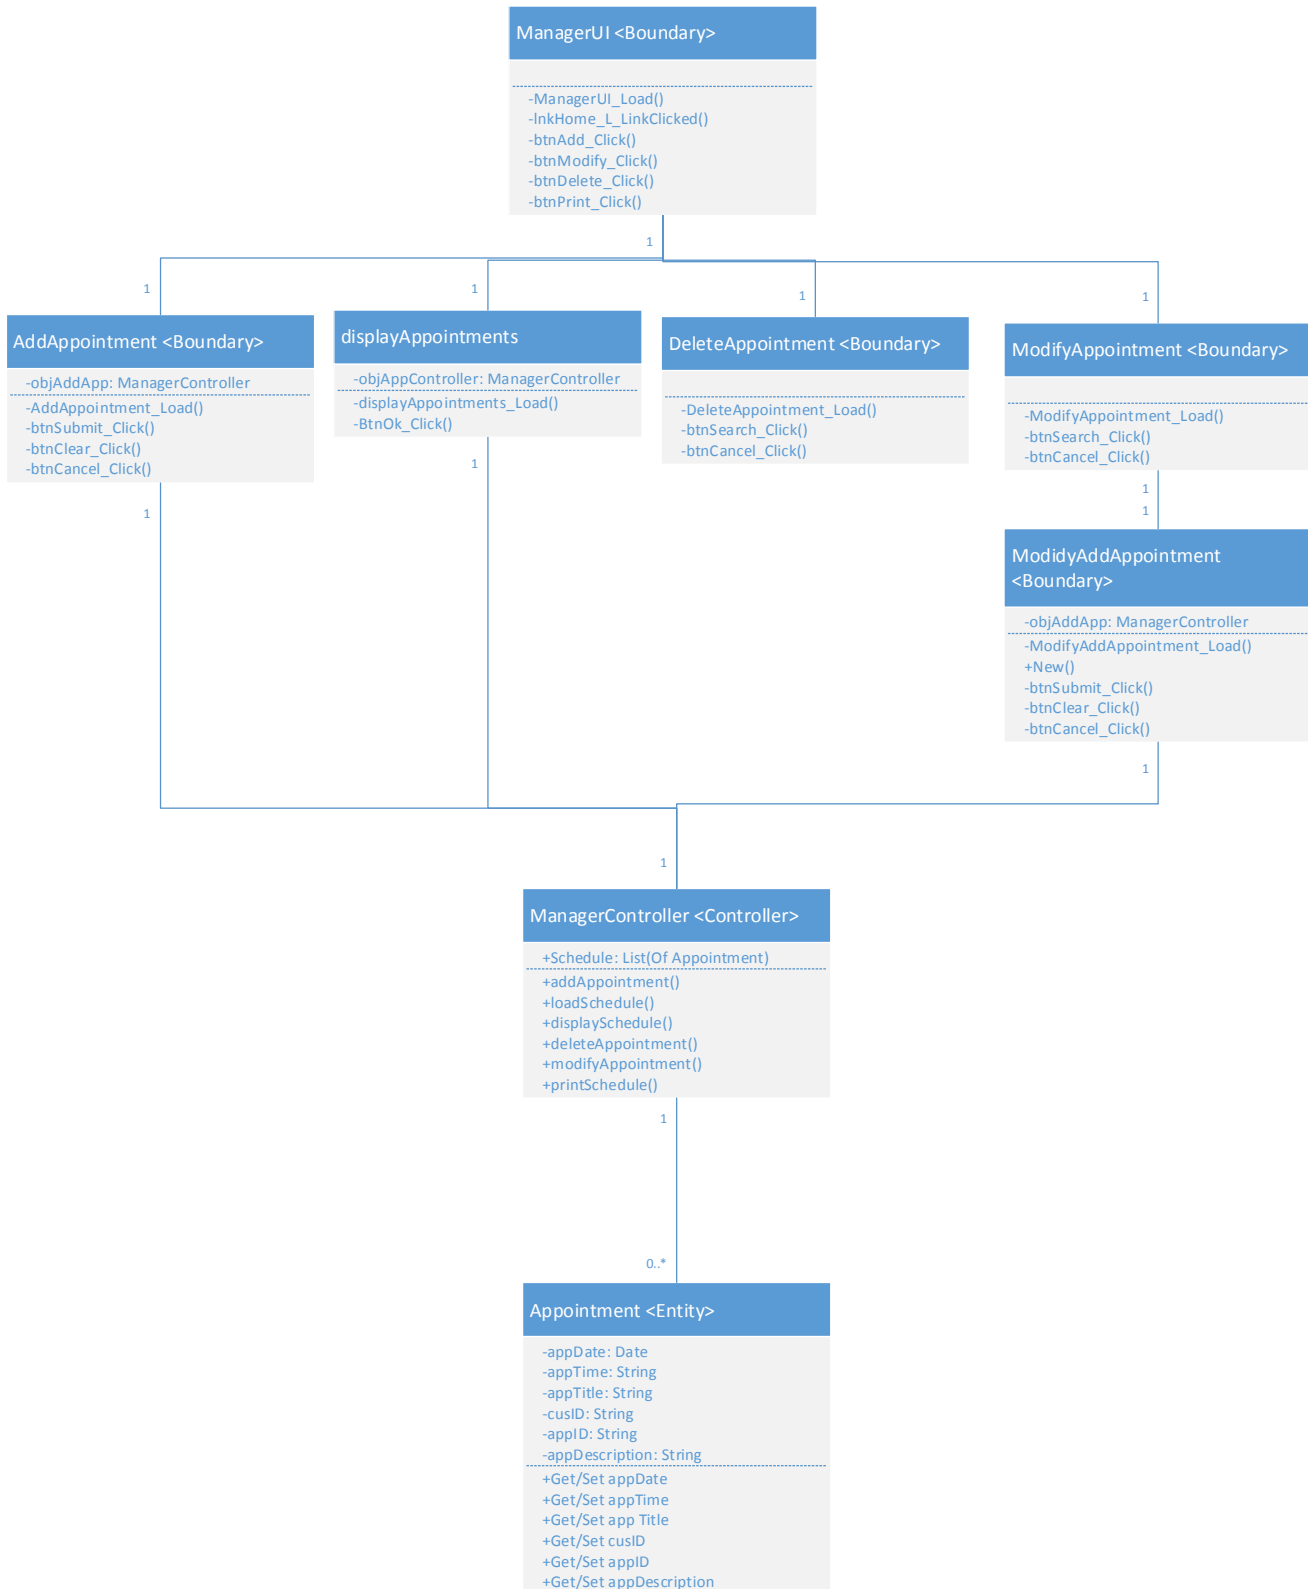 ManagerUI <Boundary>
-ManagerUI_Load()
-lnkHome_L_LinkClicked()
-btnAdd_Click()
-btnModify_Click()
-btnDelete_Click()
-btnPrint_Click()
1
1
1
1
1
AddAppointment <Boundary>
-objAddApp: ManagerController
-AddAppointment_Load()
-btnSubmit_Click()
-btnClear_Click()
-btnCancel_Click()
1
displayAppointments
-objAppController: ManagerController
-displayAppointments_Load()
-BtnOk_Click()
1
DeleteAppointment <Boundary>
-DeleteAppointment_Load()
-btnSearch_Click()
-btnCancel_Click()
ModifyAppointment <Boundary>
-ModifyAppointment_Load()
-btnSearch_Click()
-btnCancel_Click()
1
1
ModidyAddAppointment
<Boundary>
-objAddApp: ManagerController
-ModifyAddAppointment_Load()
+New()
-btnSubmit_Click()
-btnClear_Click()
-btnCancel_Click()
1
1
ManagerController <Controller>
+Schedule: List(Of Appointment)
+addAppointment()
+loadSchedule()
+displaySchedule()
+deleteAppointment()
+modifyAppointment()
+printSchedule()
1
0..*
Appointment <Entity>
-appDate: Date
-appTime: String
-appTitle: String
-cusID: String
-appID: String
-appDescription: String
+Get/Set appDate
+Get/Set appTime
+Get/Set app Title
+Get/Set cusID
+Get/Set appID
+Get/Set appDescription